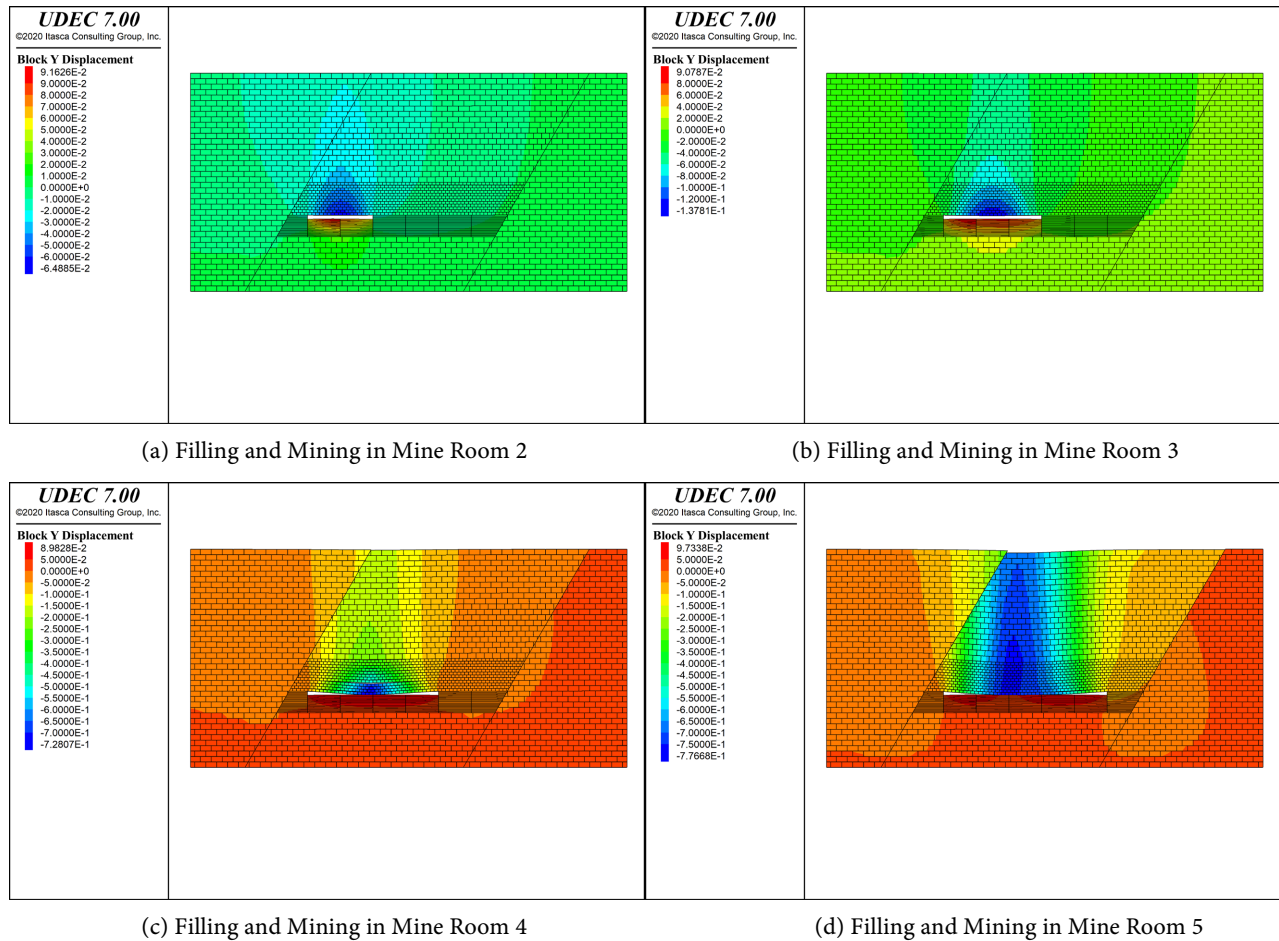 UDEC 7.00
©2020 Itasca Consulting Group, Inc.
Block Y Displacement
9.1626E-2
9.0000E-2
8.0000E-2
7.0000E-2
6.0000E-2
5.0000E-2
4.0000E-2
3.0000E-2
2.0000E-2
1.0000E-2
0.0000E+0
-1.0000E-2
-2.0000E-2
-3.0000E-2
-4.0000E-2
-5.0000E-2
-6.0000E-2
-6.4885E-2
(a) Filling and Mining in Mine Room 2
UDEC 7.00
©2020 Itasca Consulting Group, Inc.
Block Y Displacement
9.0787E-2
8.0000E-2
6.0000E-2
4.0000E-2
2.0000E-2
0.0000E+0
-2.0000E-2
-4.0000E-2
-6.0000E-2
-8.0000E-2
-1.0000E-1
-1.2000E-1
-1.3781E-1
(b) Filling and Mining in Mine Room 3
UDEC 7.00
©2020 Itasca Consulting Group, Inc.
Block Y Displacement
8.9828E-2
5.0000E-2
0.0000E+0
-5.0000E-2
-1.0000E-1
-1.5000E-1
-2.0000E-1
-2.5000E-1
-3.0000E-1
-3.5000E-1
-4.0000E-1
-4.5000E-1
-5.0000E-1
-5.5000E-1
-6.0000E-1
-6.5000E-1
-7.0000E-1
-7.2807E-1
(c) Filling and Mining in Mine Room 4
UDEC 7.00
©2020 Itasca Consulting Group, Inc.
Block Y Displacement
9.7338E-2
5.0000E-2
0.0000E+0
-5.0000E-2
-1.0000E-1
-1.5000E-1
-2.0000E-1
-2.5000E-1
-3.0000E-1
-3.5000E-1
-4.0000E-1
-4.5000E-1
-5.0000E-1
-5.5000E-1
-6.0000E-1
-6.5000E-1
-7.0000E-1
-7.5000E-1
-7.7668E-1
(d) Filling and Mining in Mine Room 5